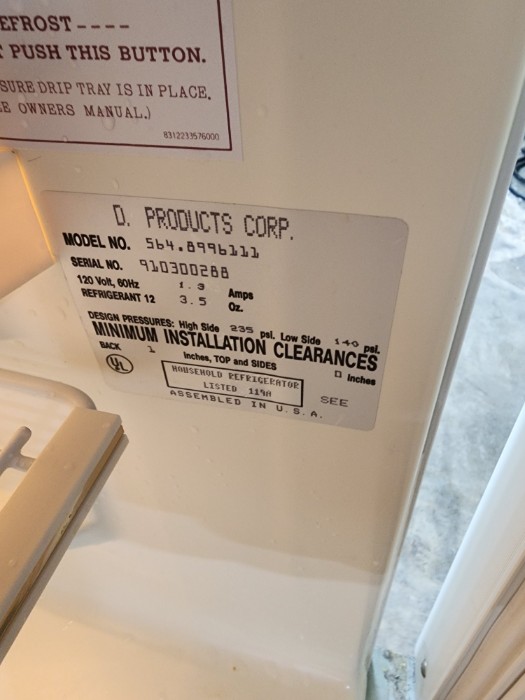 EFROST----
T PUSH THIS BUTTON.
SURE DRIP TRAY IS IN PLACE.
E OWNERS MANUAL.)
8312233576000
D. PRODUCTS CORP.
MODEL NO. 564.8996111
SERIAL NO. 910300288
120 Volt, 60Hz 1.3 Amps
REFRIGERANT 12 3.5 Oz.
DESIGN PRESSURES: High Side 235 psi. Low Side 140 psi.
MINIMUM INSTALLATION CLEARANCES
BACK 1 Inches, TOP and SIDES 0 Inches
UL
HOUSEHOLD REFRIGERATOR
LISTED 119A
SEE
ASSEMBLED IN U.S.A.